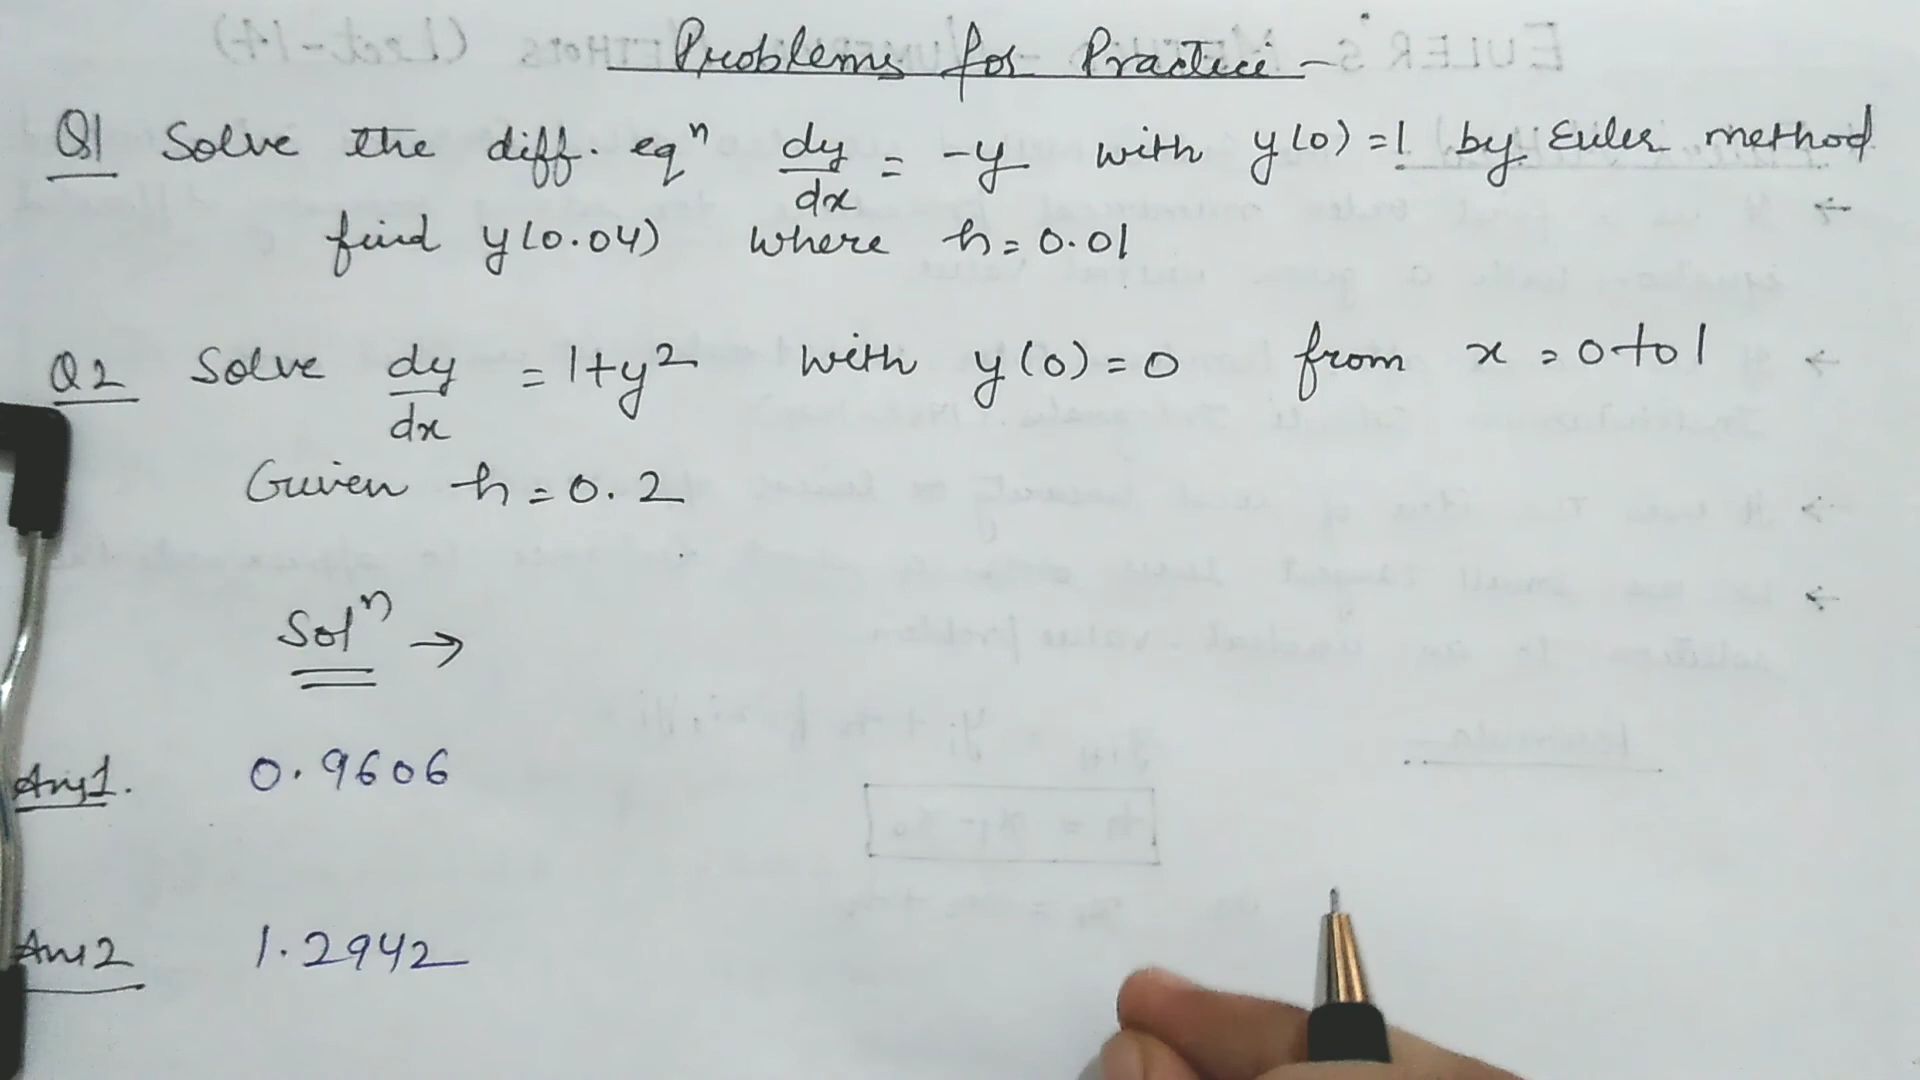 Problems for Practice -
Q1 Solve the diff. eqⁿ dy/dx = -y with y(0) = 1 by Euler method
find y(0.04) where h = 0.01
Q2 Solve dy/dx = 1+y² with y(0) = 0 from x = 0 to 1
Given h = 0.2
Solⁿ →
Ans1. 0.9606
Ans2 1.2942